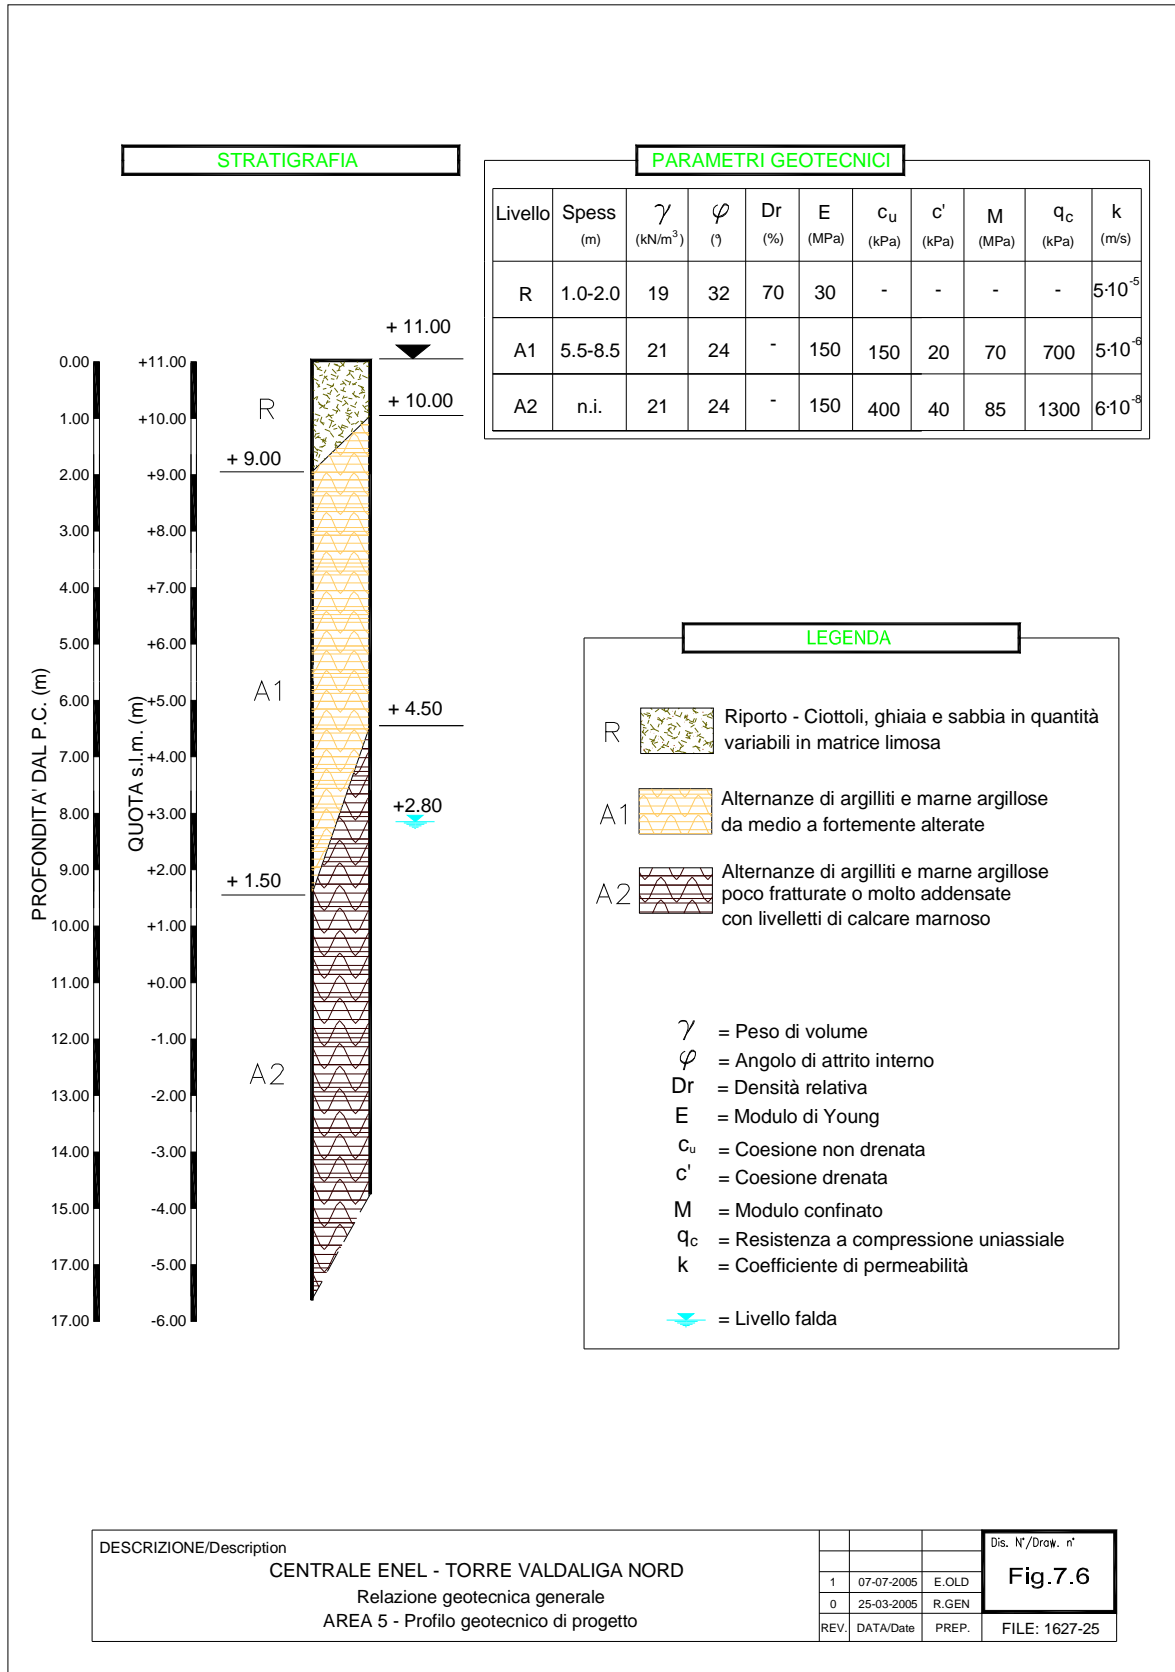 STRATIGRAFIA
PARAMETRI GEOTECNICI
Livello Spess (m) γ (kN/m³) φ (°) Dr (%) E (MPa) cu (kPa) c' (kPa) M (MPa) qc (kPa) k (m/s)
R 1.0-2.0 19 32 70 30 - - - - 5·10⁻⁵
A1 5.5-8.5 21 24 - 150 150 20 70 700 5·10⁻⁶
A2 n.i. 21 24 - 150 400 40 85 1300 6·10⁻⁸
PROFONDITA' DAL P.C. (m)
0.00
1.00
2.00
3.00
4.00
5.00
6.00
7.00
8.00
9.00
10.00
11.00
12.00
13.00
14.00
15.00
17.00
17.00
QUOTA s.l.m. (m)
+11.00
+10.00
+9.00
+8.00
+7.00
+6.00
+5.00
+4.00
+3.00
+2.00
+1.00
+0.00
-1.00
-2.00
-3.00
-4.00
-5.00
-6.00
R
A1
A2
+ 9.00
+ 1.50
+ 11.00
+ 10.00
+ 4.50
+2.80
LEGENDA
R
Riporto - Ciottoli, ghiaia e sabbia in quantità
variabili in matrice limosa
A1
Alternanze di argilliti e marne argillose
da medio a fortemente alterate
A2
Alternanze di argilliti e marne argillose
poco fratturate o molto addensate
con livelletti di calcare marnoso
γ = Peso di volume
φ = Angolo di attrito interno
Dr = Densità relativa
E = Modulo di Young
cu = Coesione non drenata
c' = Coesione drenata
M = Modulo confinato
qc = Resistenza a compressione uniassiale
k = Coefficiente di permeabilità
= Livello falda
DESCRIZIONE/Description
CENTRALE ENEL - TORRE VALDALIGA NORD
Relazione geotecnica generale
AREA 5 - Profilo geotecnico di progetto
1 07-07-2005 E.OLD
0 25-03-2005 R.GEN
REV. DATA/Date PREP.
Dis. N°/Draw. n°
Fig.7.6
FILE: 1627-25